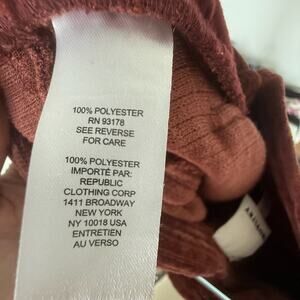 100% POLYESTER
RN 93178
SEE REVERSE
FOR CARE
100% POLYESTER
IMPORTÉ PAR:
REPUBLIC
CLOTHING CORP
1411 BROADWAY
NEW YORK
NY 10018 USA
ENTRETIEN
AU VERSO